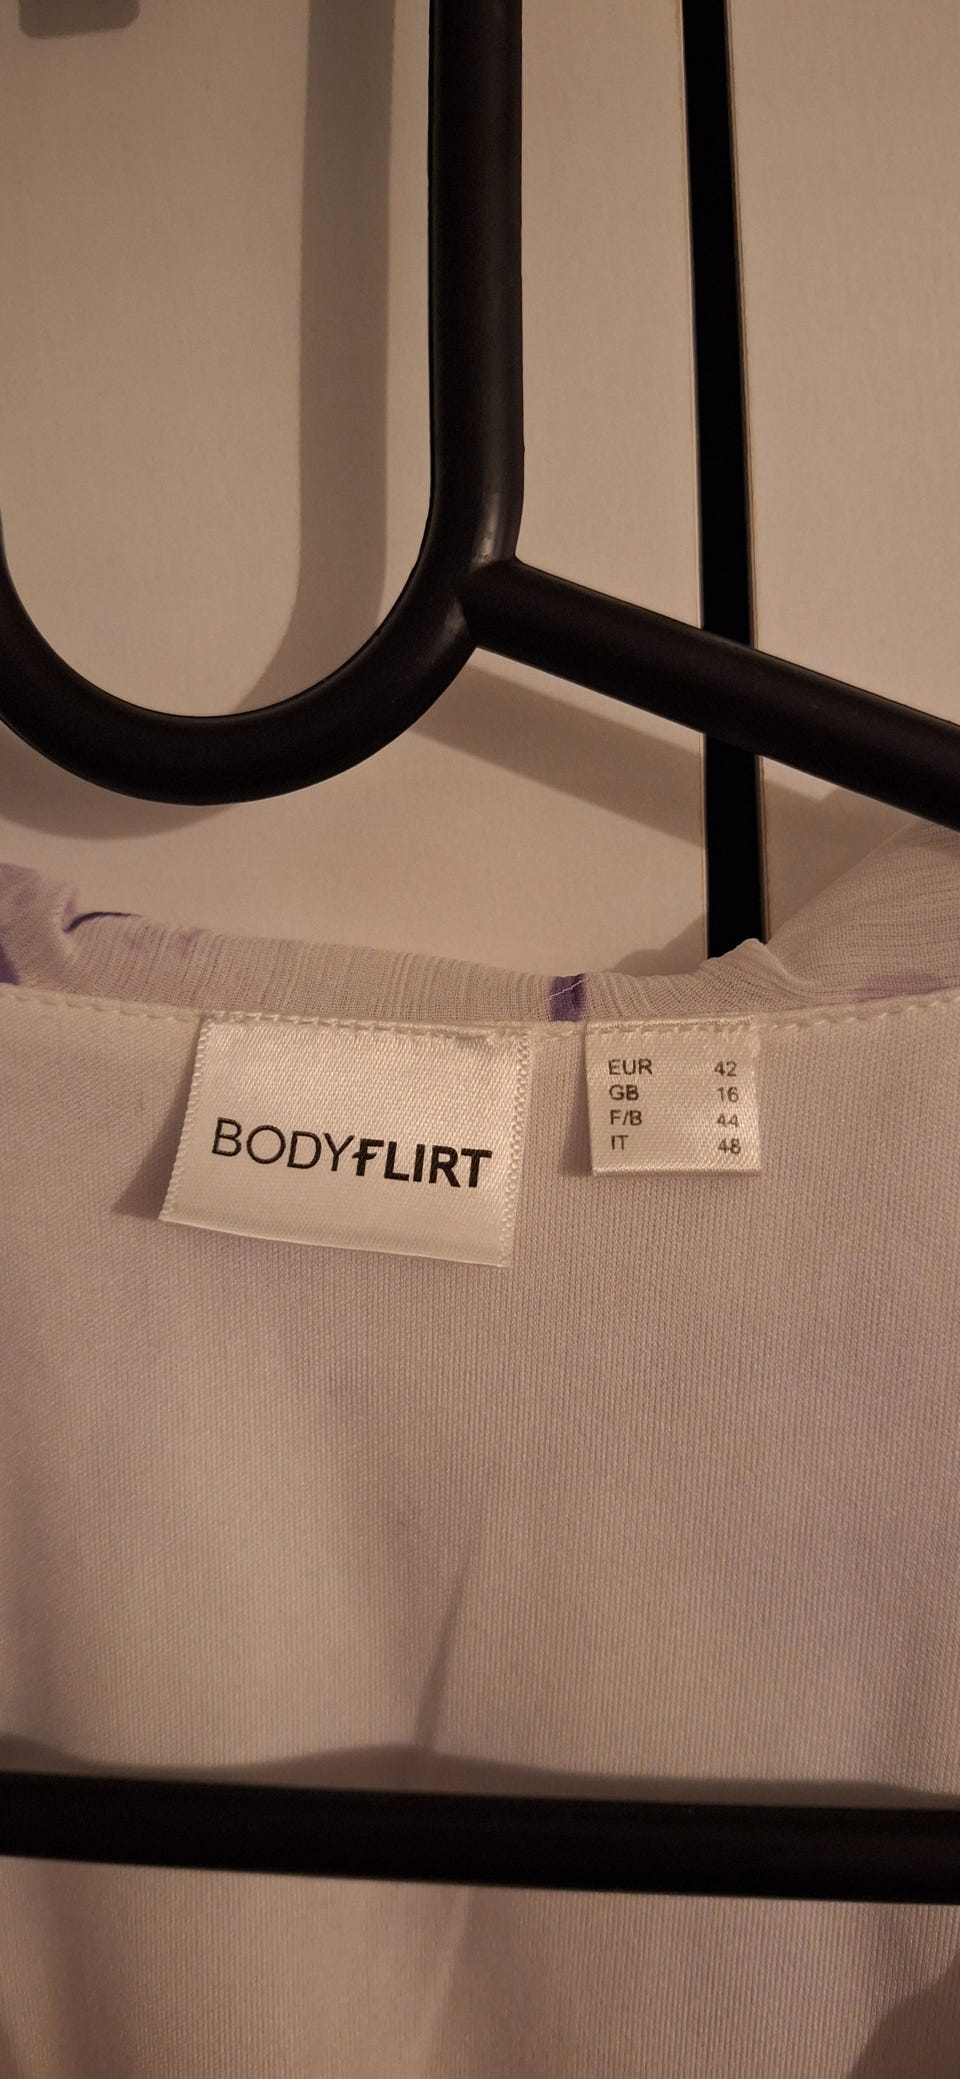 BODYFLIRT
EUR 42
GB 16
F/B 44
IT 48